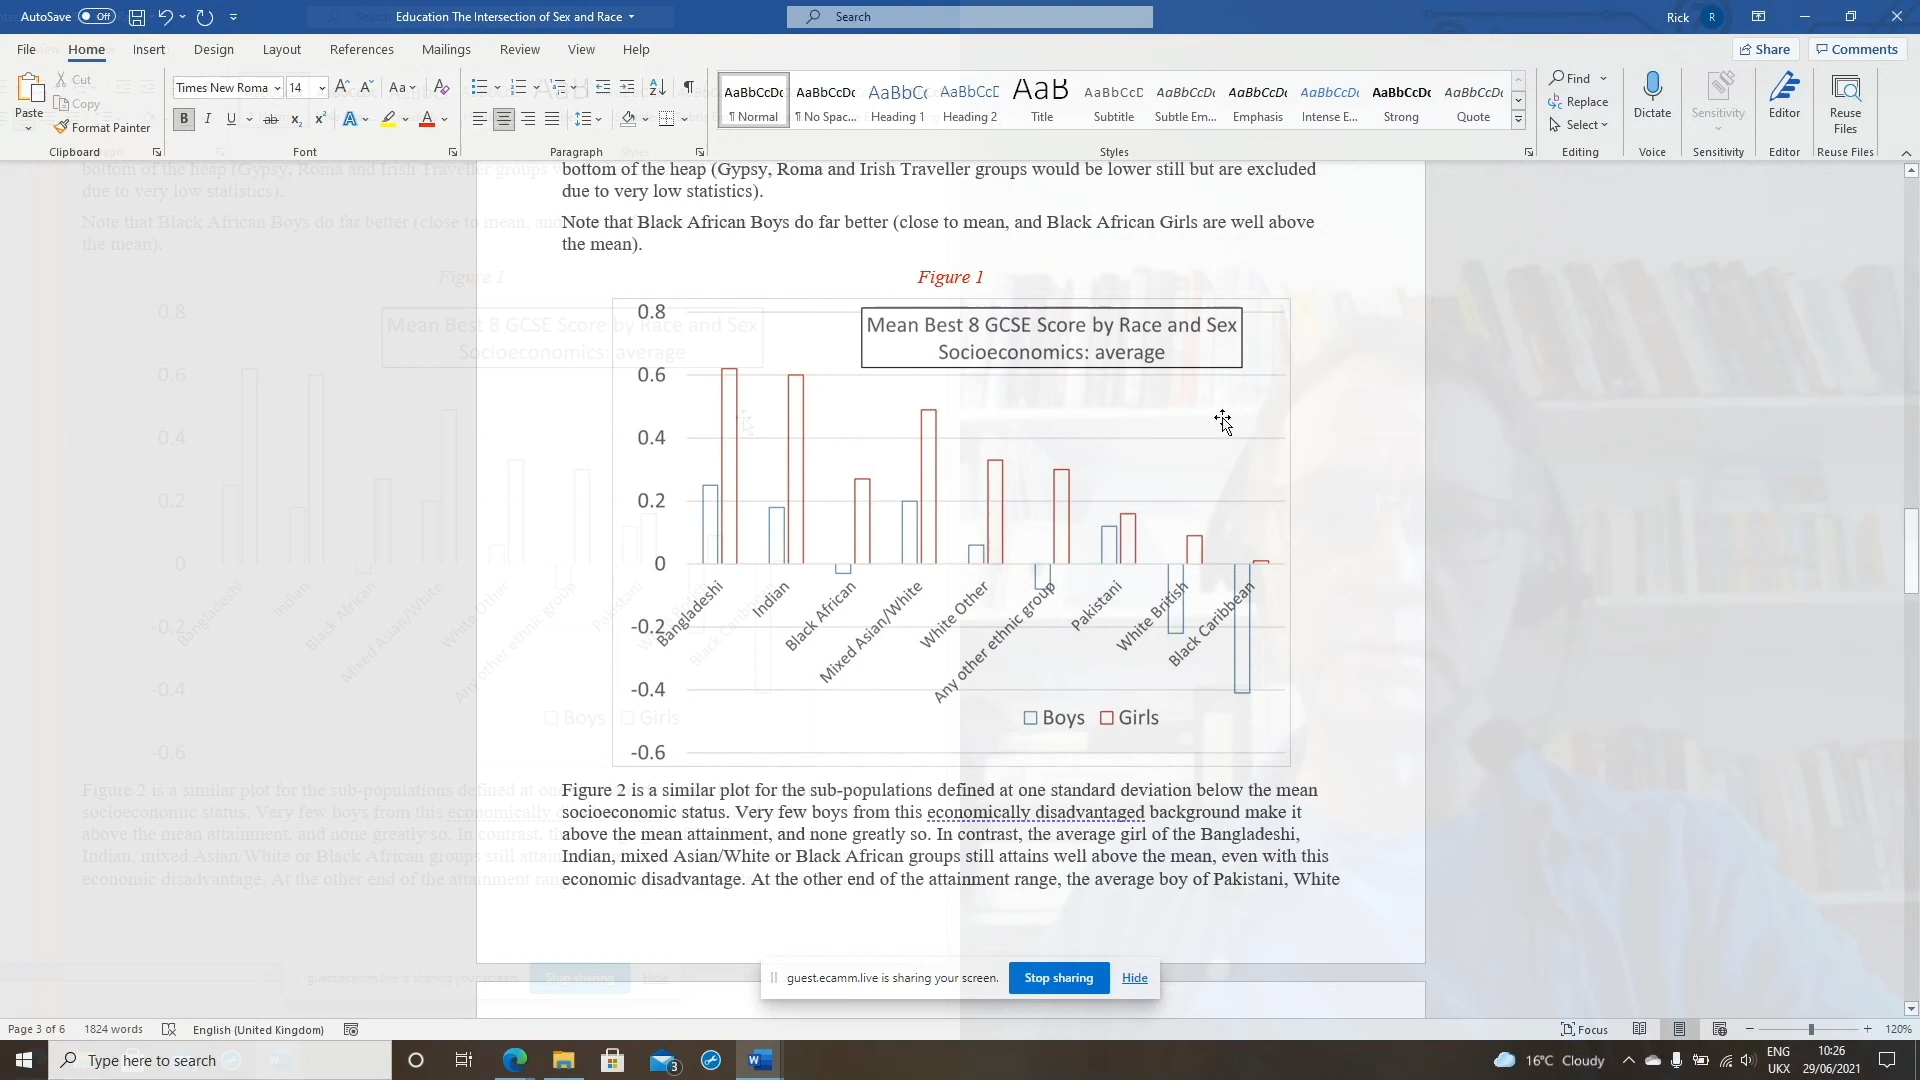 AutoSave Off
Education The Intersection of Sex and Race
Search
Rick R
File Home Insert Design Layout References Mailings Review View Help
Share Comments
Paste
Cut
Copy
Format Painter
Clipboard
Times New Roma 14
Font
Paragraph
AaBbCcDc AaBbCcDc AaBbCc AaBbCcD AaB AaBbCcD AaBbCcDc AaBbCcDc AaBbCcDc AaBbCcDc AaBbCcDc
¶ Normal ¶ No Spac... Heading 1 Heading 2 Title Subtitle Subtle Em... Emphasis Intense E... Strong Quote
Styles
Find
Replace
Select
Editing
Dictate
Voice
Sensitivity
Sensitivity
Editor
Editor
Reuse
Files
Reuse Files
bottom of the heap (Gypsy, Roma and Irish Traveller groups would be lower still but are excluded
due to very low statistics).
Note that Black African Boys do far better (close to mean, and Black African Girls are well above
the mean).
Figure 1
Mean Best 8 GCSE Score by Race and Sex
Socioeconomics: average
0.8
0.6
0.4
0.2
0
-0.2
-0.4
-0.6
Bangladeshi
Indian
Black African
Mixed Asian/White
White Other
Any other ethnic group
Pakistani
White British
Black Caribbean
Boys Girls
Figure 2 is a similar plot for the sub-populations defined at one standard deviation below the mean
socioeconomic status. Very few boys from this economically disadvantaged background make it
above the mean attainment, and none greatly so. In contrast, the average girl of the Bangladeshi,
Indian, mixed Asian/White or Black African groups still attains well above the mean, even with this
economic disadvantage. At the other end of the attainment range, the average boy of Pakistani, White
guest.ecamm.live is sharing your screen. Stop sharing Hide
Page 3 of 6 1824 words English (United Kingdom)
Focus
120%
Type here to search
3
16°C Cloudy
ENG
UKX
10:26
29/06/2021